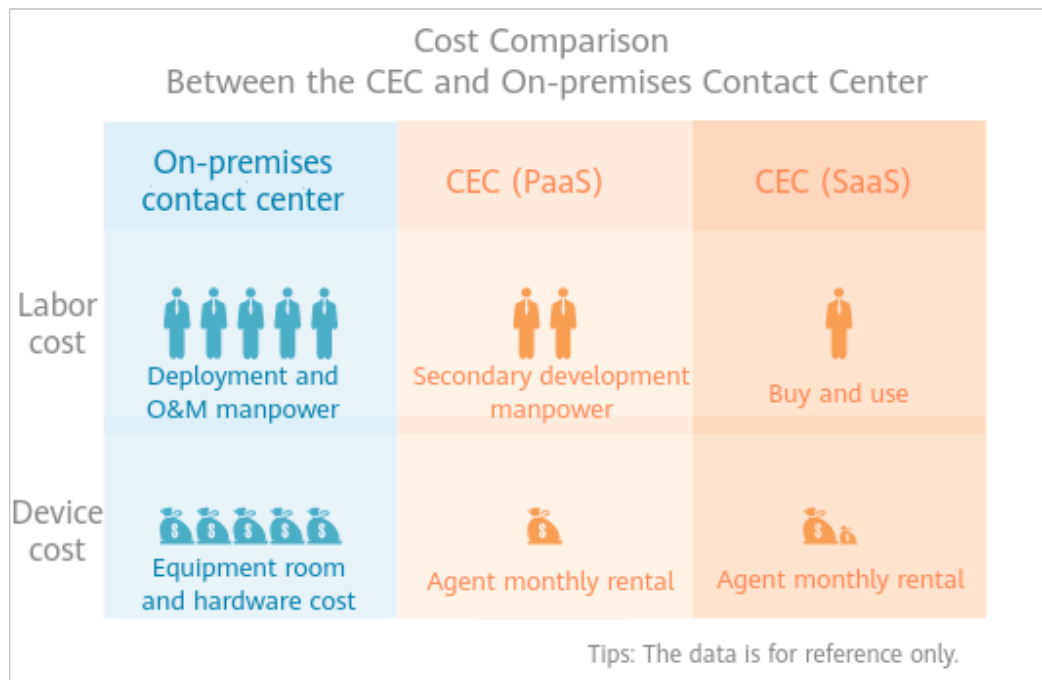 Cost Comparison
Between the CEC and On-premises Contact Center
On-premises
contact center
CEC (PaaS)
CEC (SaaS)
Labor
cost
Deployment and
O&M manpower
Secondary development
manpower
Buy and use
Device
cost
$ $ $ $ $
Equipment room
and hardware cost
$
Agent monthly rental
$ $
Agent monthly rental
Tips: The data is for reference only.